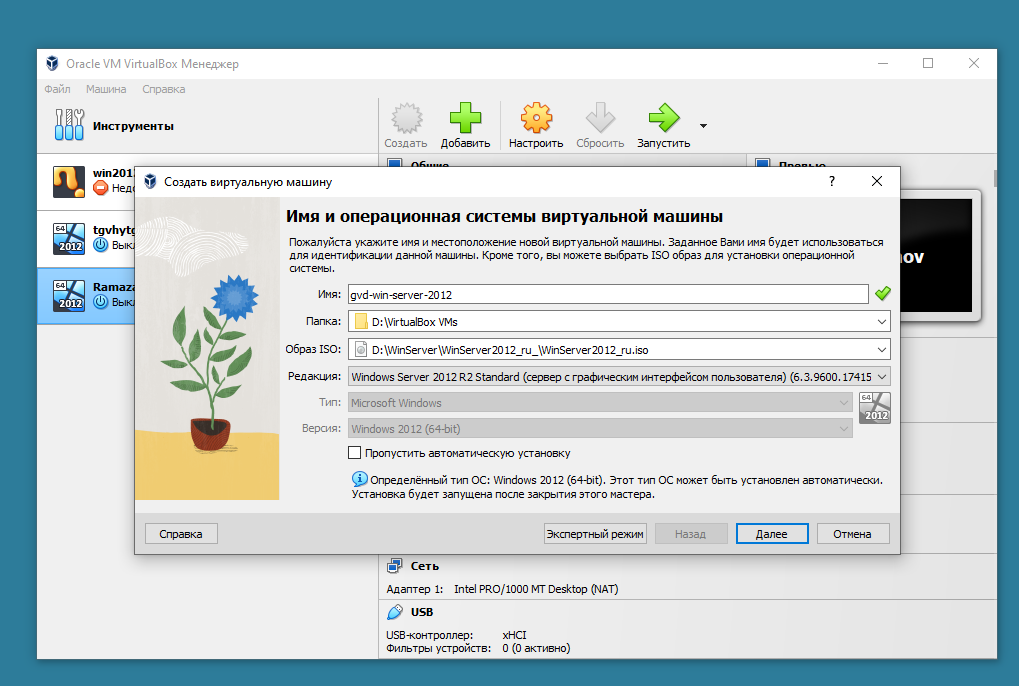 Oracle VM VirtualBox Менеджер
Файл Машина Справка
Инструменты
Создать Добавить Настроить Сбросить Запустить
64
2012
Создать виртуальную машину ?
Имя и операционная системы виртуальной машины
Пожалуйста укажите имя и местоположение новой виртуальной машины. Заданное Вами имя будет использоваться
для идентификации данной машины. Кроме того, вы можете выбрать ISO образ для установки операционной
системы.
Имя: gvd-win-server-2012
Папка: D:\VirtualBox VMs
Образ ISO: D:\WinServer\WinServer2012_ru_\WinServer2012_ru.iso
Редакция: Windows Server 2012 R2 Standard (сервер с графическим интерфейсом пользователя) (6.3.9600.17415
Тип: Microsoft Windows
64
2012
Версия: Windows 2012 (64-bit)
Пропустить автоматическую установку
Определённый тип ОС: Windows 2012 (64-bit). Этот тип ОС может быть установлен автоматически.
Установка будет запущена после закрытия этого мастера.
Справка Экспертный режим Назад Далее Отмена
64
2012
Сеть
Адаптер 1: Intel PRO/1000 MT Desktop (NAT)
USB
USB-контроллер: xHCI
Фильтры устройств: 0 (0 активно)